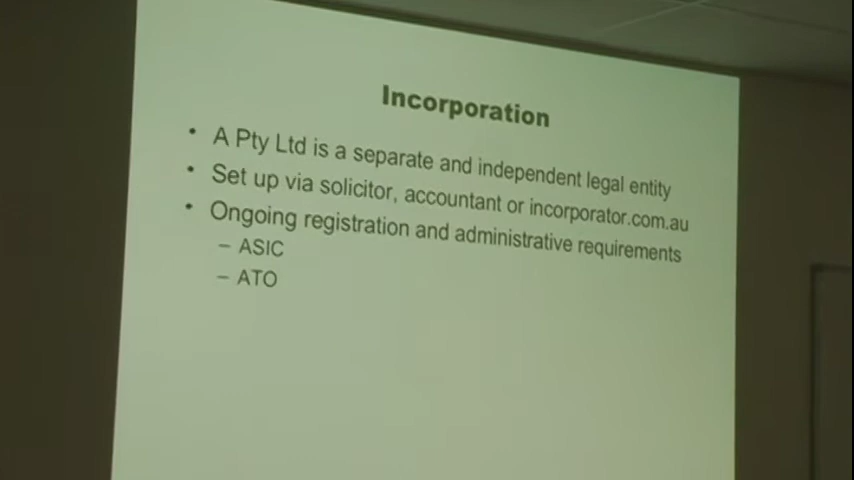 Incorporation
• A Pty Ltd is a separate and independent legal entity
• Set up via solicitor, accountant or incorporator.com.au
• Ongoing registration and administrative requirements
– ASIC
– ATO